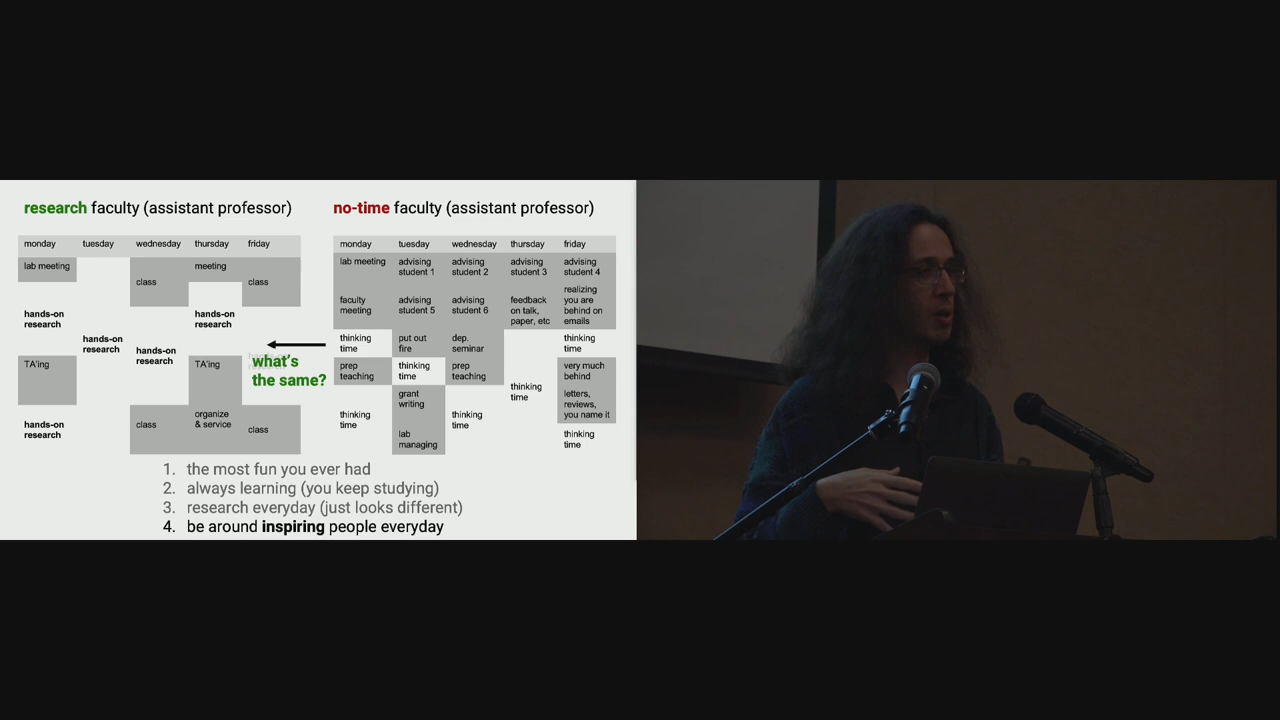 research faculty (assistant professor)
monday tuesday wednesday thursday friday
lab meeting
class
meeting
class
hands-on
research
hands-on
research
hands-on
research
hands-on
research
TA'ing
TA'ing
hands-on
research
class
organize
& service
class
what's
the same?
no-time faculty (assistant professor)
monday tuesday wednesday thursday friday
lab meeting
advising
student 1
advising
student 2
advising
student 3
advising
student 4
faculty
meeting
advising
student 5
advising
student 6
feedback
on talk,
paper, etc
realizing
you are
behind on
emails
thinking
time
put out
fire
dep.
seminar
thinking
time
thinking
time
prep
teaching
thinking
time
prep
teaching
very much
behind
thinking
time
grant
writing
thinking
time
letters,
reviews,
you name it
lab
managing
thinking
time
1. the most fun you ever had
2. always learning (you keep studying)
3. research everyday (just looks different)
4. be around inspiring people everyday